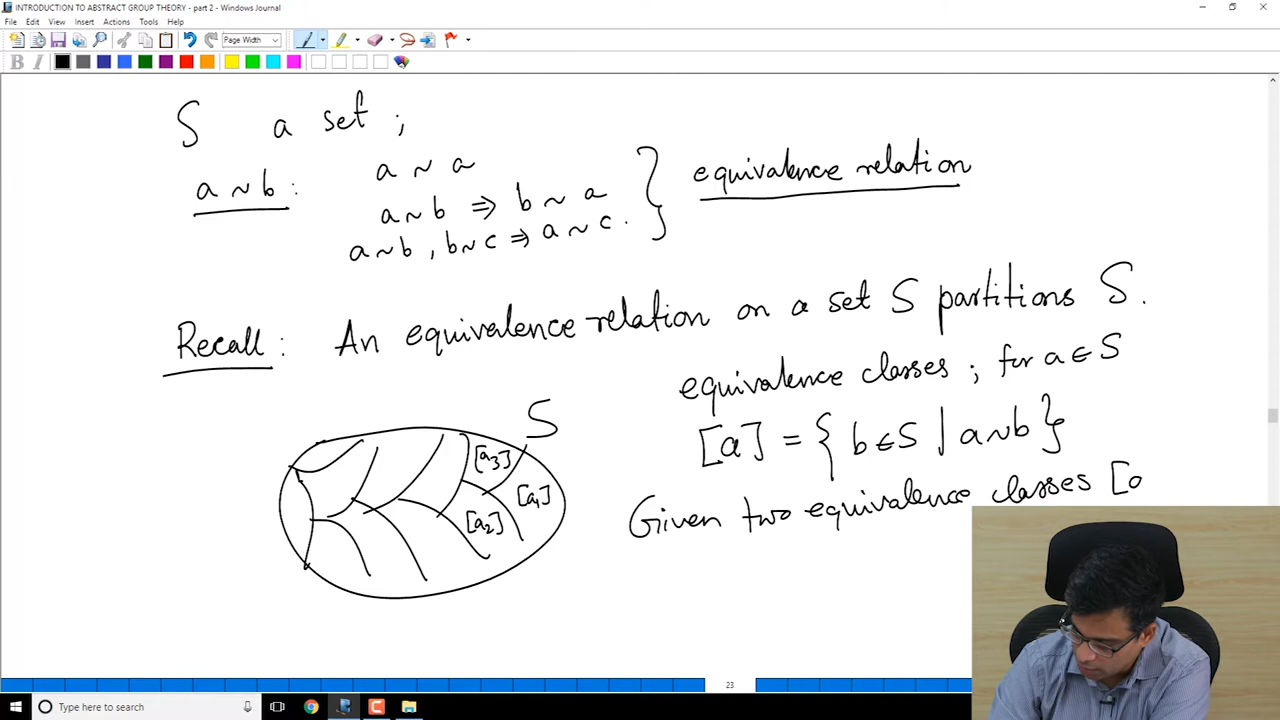 INTRODUCTION TO ABSTRACT GROUP THEORY - part 2 - Windows Journal
File Edit View Insert Actions Tools Help
Page Width
B I
S a set ;
a ~ b : a ~ a
a ~ b ⇒ b ~ a
a ~ b , b ~ c ⇒ a ~ c .
} equivalence relation
Recall : An equivalence relation on a set S partitions S .
equivalence classes ; for a ∈ S
[a] = { b ∈ S | a ~ b }
Given two equivalence classes [a
S
[a3]
[a1]
[a2]
23
Type here to search